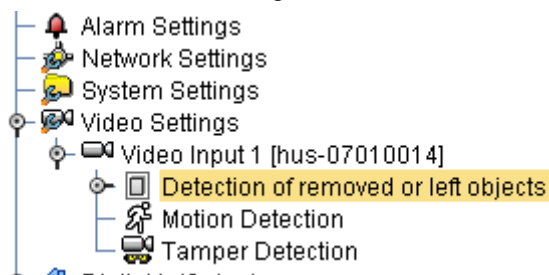 Alarm Settings
Network Settings
System Settings
Video Settings
Video Input 1 [hus-07010014]
Detection of removed or left objects
Motion Detection
Tamper Detection